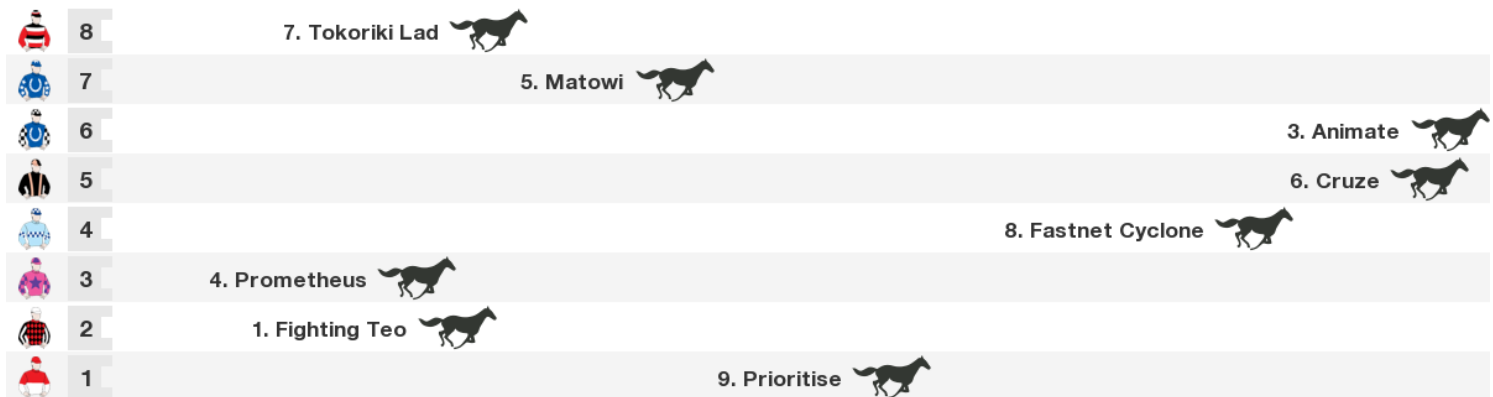 8 7. Tokoriki Lad
7 5. Matowi
6 3. Animate
5 6. Cruze
4 8. Fastnet Cyclone
3 4. Prometheus
2 1. Fighting Teo
1 9. Prioritise